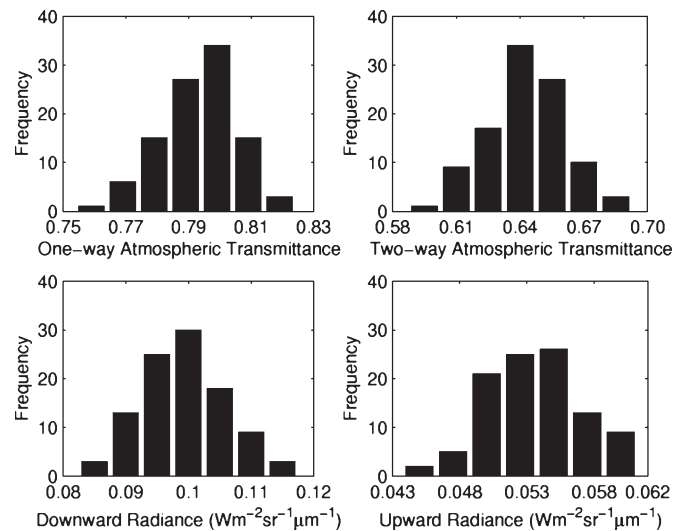 40
30
20
10
0
Frequency
0.75 0.77 0.79 0.81 0.83
One-way Atmospheric Transmittance
40
30
20
10
0
Frequency
0.58 0.61 0.64 0.67 0.70
Two-way Atmospheric Transmittance
40
30
20
10
0
Frequency
0.08 0.09 0.1 0.11 0.12
Downward Radiance (Wm⁻²sr⁻¹μm⁻¹)
40
30
20
10
0
Frequency
0.043 0.048 0.053 0.058 0.062
Upward Radiance (Wm⁻²sr⁻¹μm⁻¹)